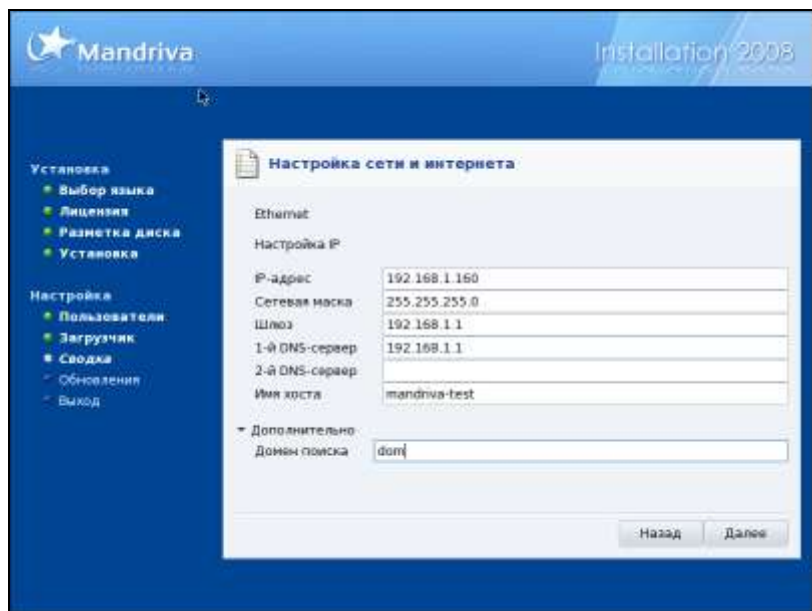 Mandriva
Installation 2008
Установка
Выбор языка
Лицензия
Разметка диска
Установка
Настройка
Пользователи
Загрузчик
Сводка
Обновления
Выход
Настройка сети и интернета
Ethernet
Настройка IP
IP-адрес 192.168.1.160
Сетевая маска 255.255.255.0
Шлюз 192.168.1.1
1-й DNS-сервер 192.168.1.1
2-й DNS-сервер
Имя хоста mandriva-test
Дополнительно
Домен поиска dom
Назад Далее